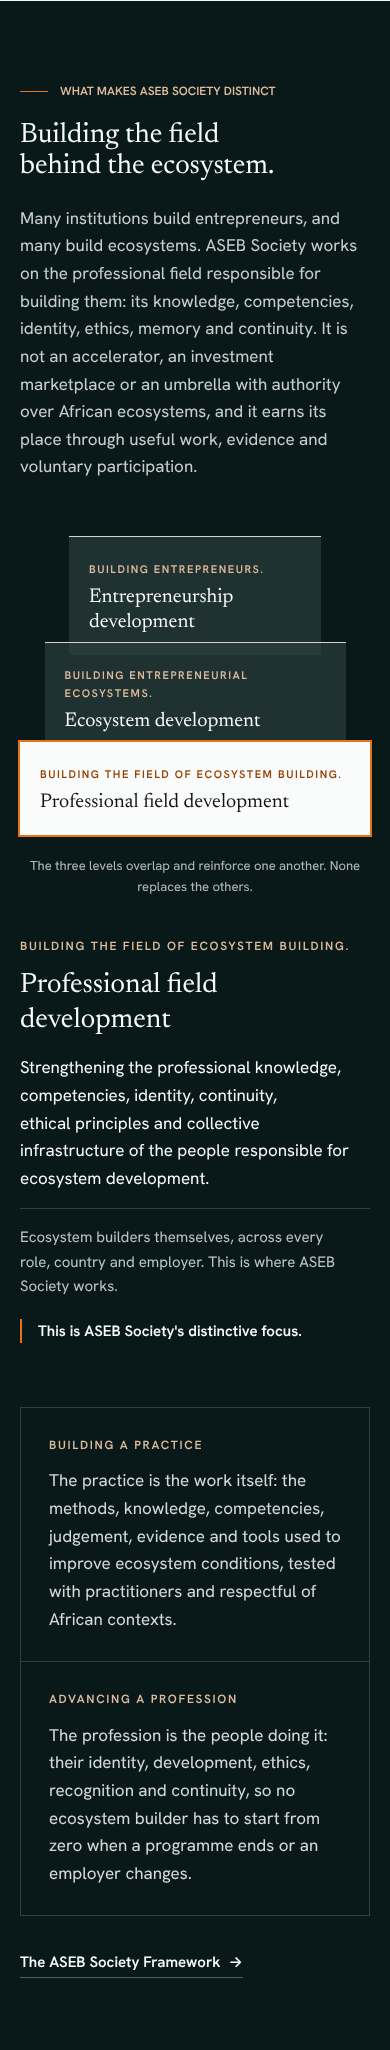 WHAT MAKES ASEB SOCIETY DISTINCT
Building the field
behind the ecosystem.
Many institutions build entrepreneurs, and
many build ecosystems. ASEB Society works
on the professional field responsible for
building them: its knowledge, competencies,
identity, ethics, memory and continuity. It is
not an accelerator, an investment
marketplace or an umbrella with authority
over African ecosystems, and it earns its
place through useful work, evidence and
voluntary participation.
BUILDING ENTREPRENEURS.
Entrepreneurship
development
BUILDING ENTREPRENEURIAL
ECOSYSTEMS.
Ecosystem development
BUILDING THE FIELD OF ECOSYSTEM BUILDING.
Professional field development
The three levels overlap and reinforce one another. None
replaces the others.
BUILDING THE FIELD OF ECOSYSTEM BUILDING.
Professional field
development
Strengthening the professional knowledge,
competencies, identity, continuity,
ethical principles and collective
infrastructure of the people responsible for
ecosystem development.
Ecosystem builders themselves, across every
role, country and employer. This is where ASEB
Society works.
This is ASEB Society's distinctive focus.
BUILDING A PRACTICE
The practice is the work itself: the
methods, knowledge, competencies,
judgement, evidence and tools used to
improve ecosystem conditions, tested
with practitioners and respectful of
African contexts.
ADVANCING A PROFESSION
The profession is the people doing it:
their identity, development, ethics,
recognition and continuity, so no
ecosystem builder has to start from
zero when a programme ends or an
employer changes.
The ASEB Society Framework →